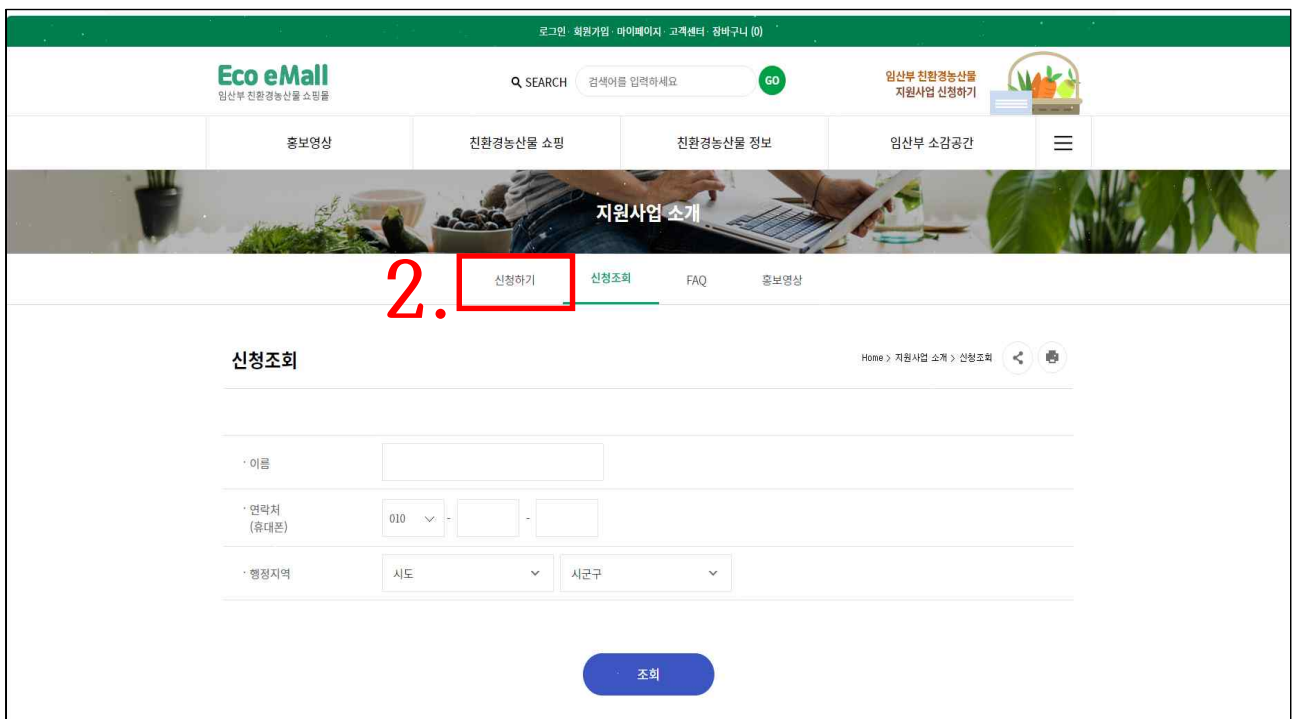 로그인 · 회원가입 · 마이페이지 · 고객센터 · 장바구니 (0)
Eco eMall
임산부 친환경농산물 쇼핑몰
SEARCH
검색어를 입력하세요
GO
임산부 친환경농산물
지원사업 신청하기
홍보영상
친환경농산물 쇼핑
친환경농산물 정보
임산부 소감공간
지원사업 소개
2.
신청하기
신청조회
FAQ
홍보영상
신청조회
Home > 지원사업 소개 > 신청조회
· 이름
· 연락처
(휴대폰)
010 - -
· 행정지역
시도
시군구
조회